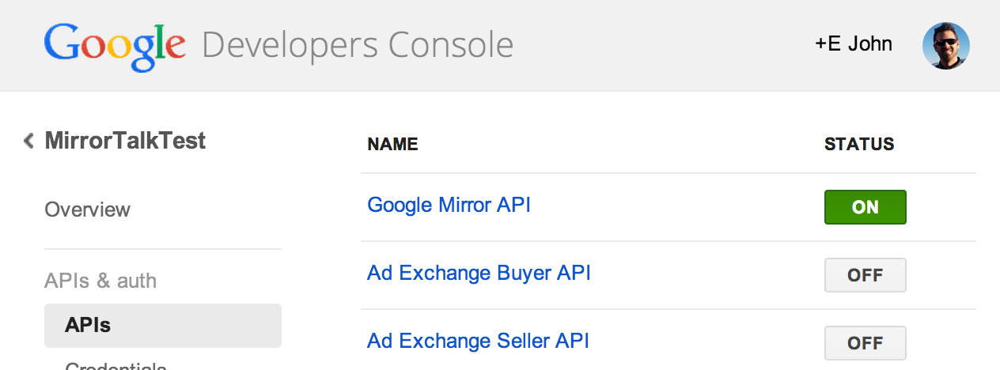 Google Developers Console
+E John
MirrorTalkTest
Overview
APIs & auth
APIs
Credentials
NAME STATUS
Google Mirror API ON
Ad Exchange Buyer API OFF
Ad Exchange Seller API OFF